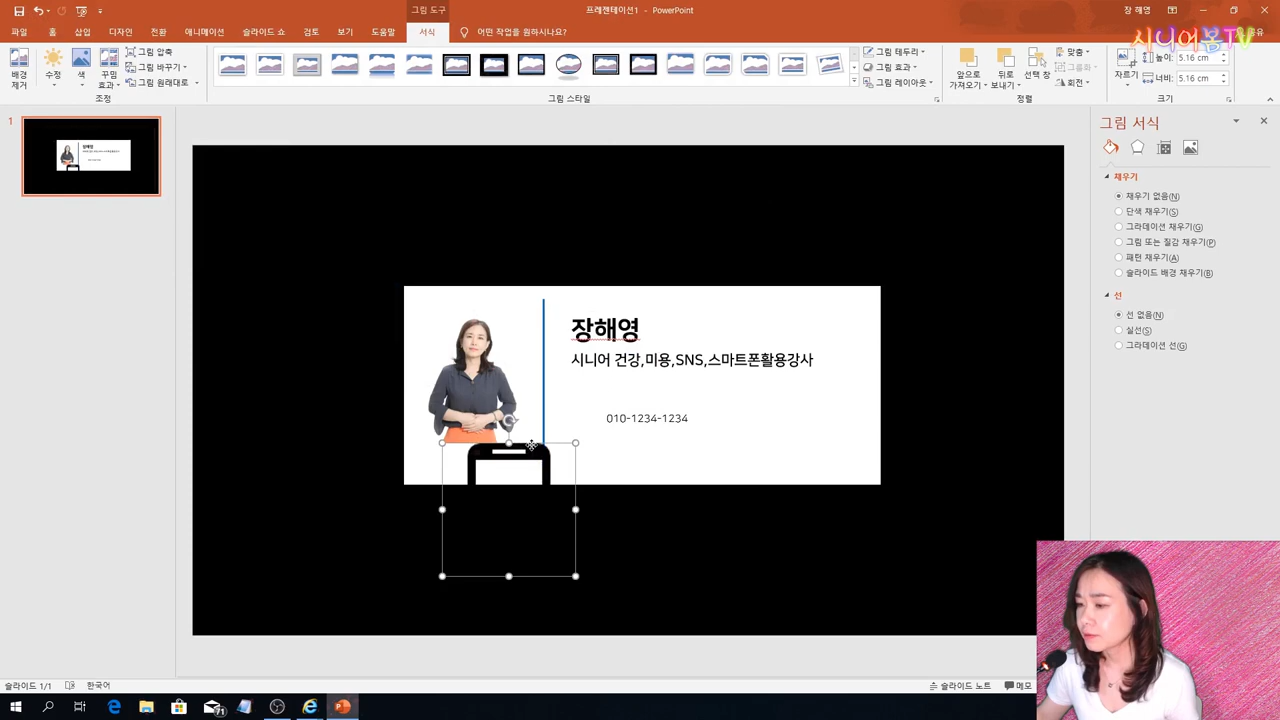 그림 도구
프레젠테이션1 - PowerPoint
장 해영
파일 홈 삽입 디자인 전환 애니메이션 슬라이드 쇼 검토 보기 도움말 서식 어떤 작업을 원하시나요? 공유
시니어봄TV
배경 제거
수정
색
꾸밈 효과
그림 압축
그림 바꾸기
그림 원래대로
조정
그림 스타일
그림 테두리
그림 효과
그림 레이아웃
앞으로 가져오기
뒤로 보내기
선택 창
맞춤
그룹화
회전
정렬
자르기
높이: 5.16 cm
너비: 5.16 cm
크기
1
장해영
시니어 건강,미용,SNS,스마트폰활용강사
010-1234-1234
그림 서식
채우기
채우기 없음(N)
단색 채우기(S)
그라데이션 채우기(G)
그림 또는 질감 채우기(P)
패턴 채우기(A)
슬라이드 배경 채우기(B)
선
선 없음(N)
실선(S)
그라데이션 선(G)
슬라이드 1/1 한국어 슬라이드 노트 메모
71